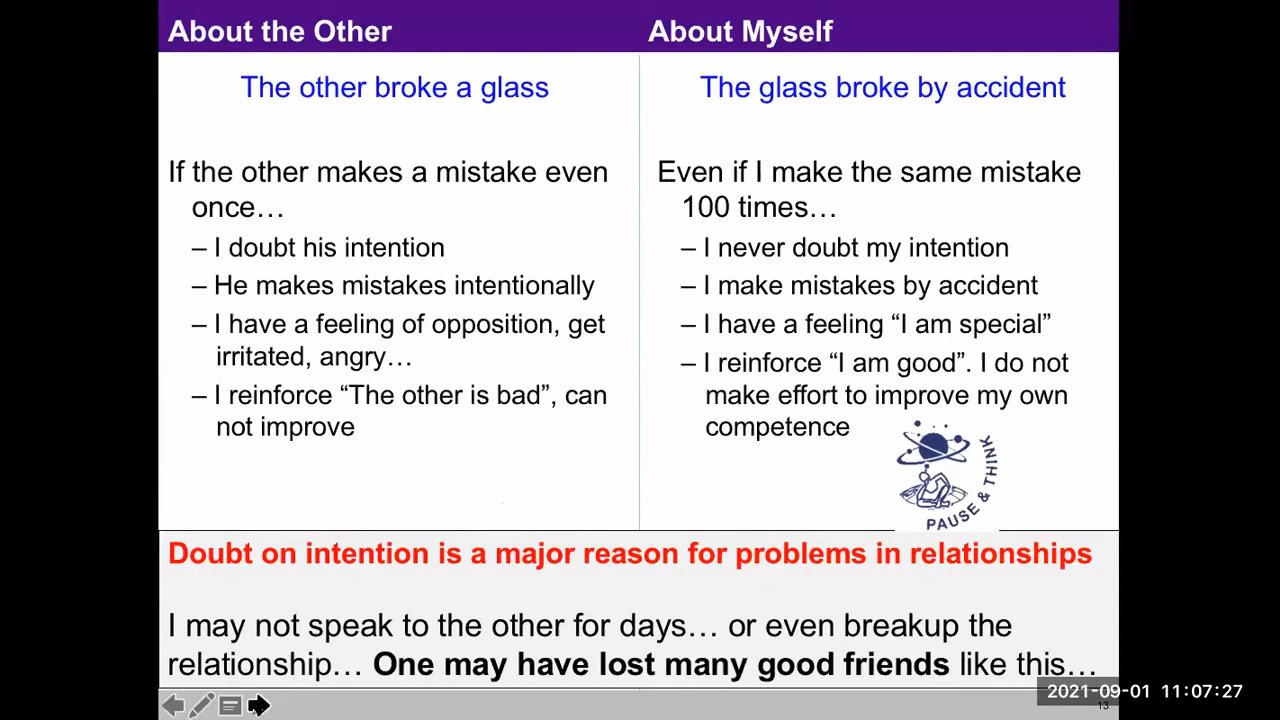 About the Other
About Myself
The other broke a glass
If the other makes a mistake even
once…
– I doubt his intention
– He makes mistakes intentionally
– I have a feeling of opposition, get
irritated, angry…
– I reinforce “The other is bad”, can
not improve
The glass broke by accident
Even if I make the same mistake
100 times…
– I never doubt my intention
– I make mistakes by accident
– I have a feeling “I am special”
– I reinforce “I am good”. I do not
make effort to improve my own
competence
PAUSE & THINK
Doubt on intention is a major reason for problems in relationships
I may not speak to the other for days… or even breakup the
relationship… One may have lost many good friends like this…
2021-09-01 11:07:27
13